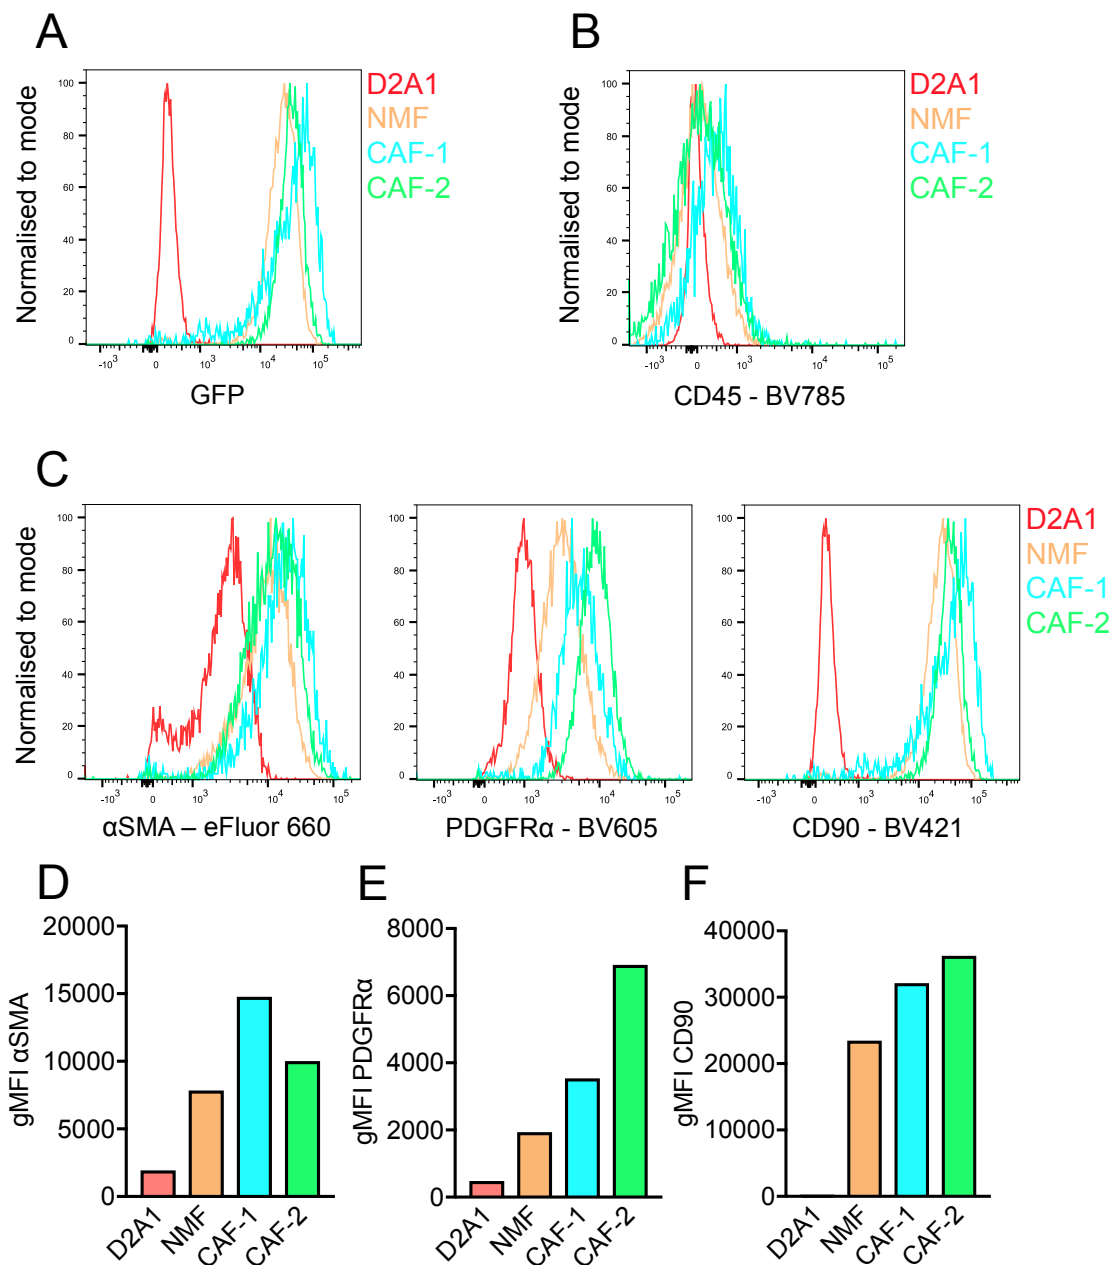 A
B
D2A1
NMF
CAF-1
CAF-2
D2A1
NMF
CAF-1
CAF-2
Normalised to mode
100
80
60
40
20
0
-10³ 0 10³ 10⁴ 10⁵
GFP
Normalised to mode
100
80
60
40
20
0
-10³ 0 10³ 10⁴ 10⁵
CD45 - BV785
C
Normalised to mode
100
80
60
40
20
0
-10³ 0 10³ 10⁴ 10⁵
αSMA – eFluor 660
100
80
60
40
20
0
-10³ 0 10³ 10⁴ 10⁵
PDGFRα - BV605
100
80
60
40
20
0
-10³ 0 10³ 10⁴ 10⁵
CD90 - BV421
D2A1
NMF
CAF-1
CAF-2
D
gMFI αSMA
20000
15000
10000
5000
0
D2A1 NMF CAF-1 CAF-2
E
gMFI PDGFRα
8000
6000
4000
2000
0
D2A1 NMF CAF-1 CAF-2
F
gMFI CD90
40000
30000
20000
10000
0
D2A1 NMF CAF-1 CAF-2